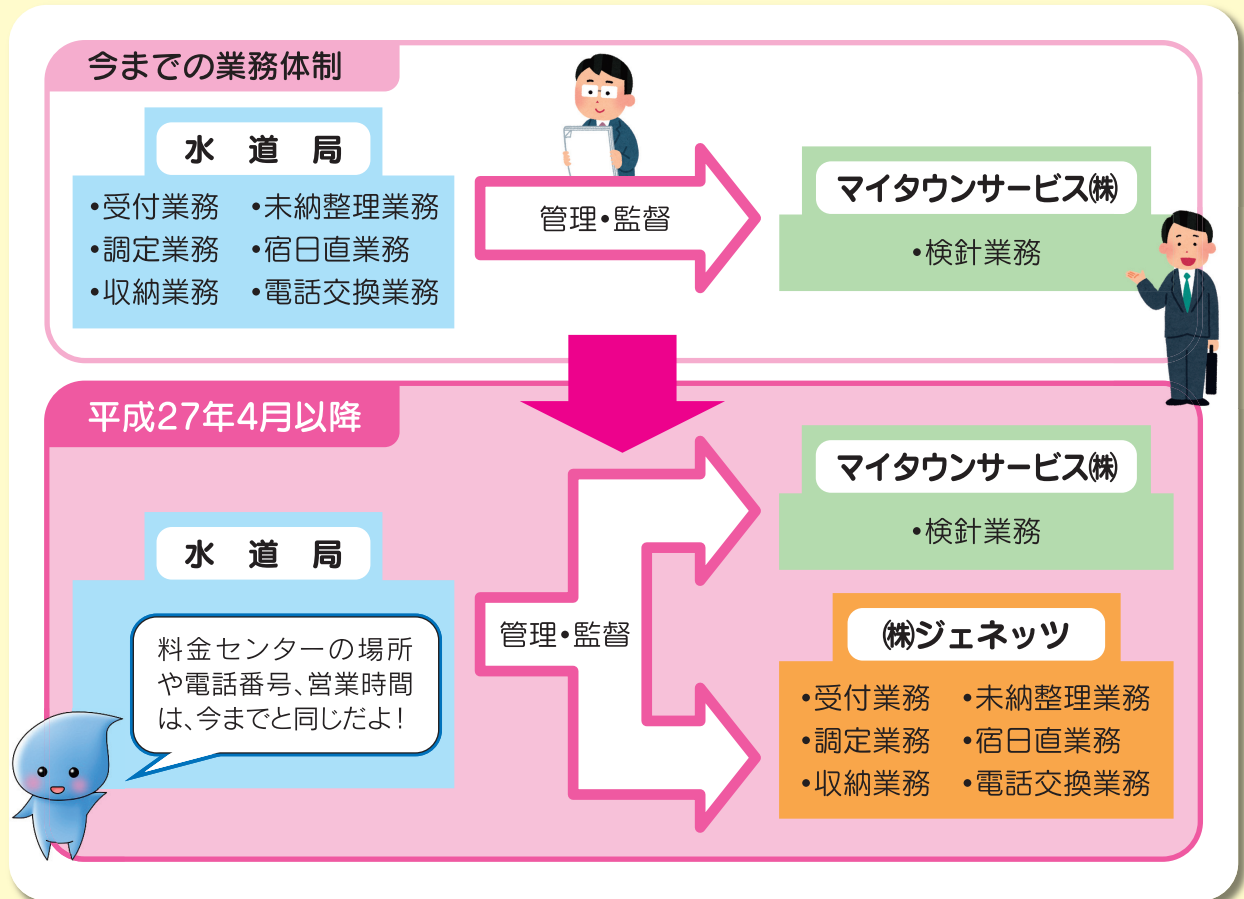 今までの業務体制
水道局
•受付業務 •未納整理業務
•調定業務 •宿日直業務
•収納業務 •電話交換業務
管理•監督
マイタウンサービス㈱
•検針業務
平成27年4月以降
水道局
料金センターの場所
や電話番号、営業時間
は、今までと同じだよ!
管理•監督
マイタウンサービス㈱
•検針業務
㈱ジェネッツ
•受付業務 •未納整理業務
•調定業務 •宿日直業務
•収納業務 •電話交換業務